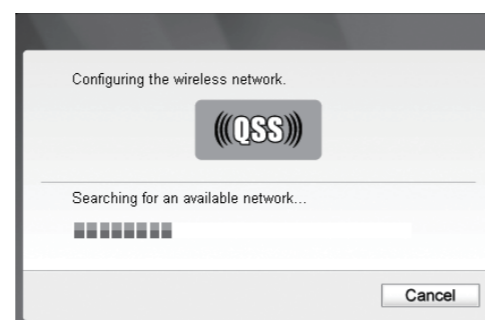 Configuring the wireless network.
(((QSS)))
Searching for an available network...
Cancel